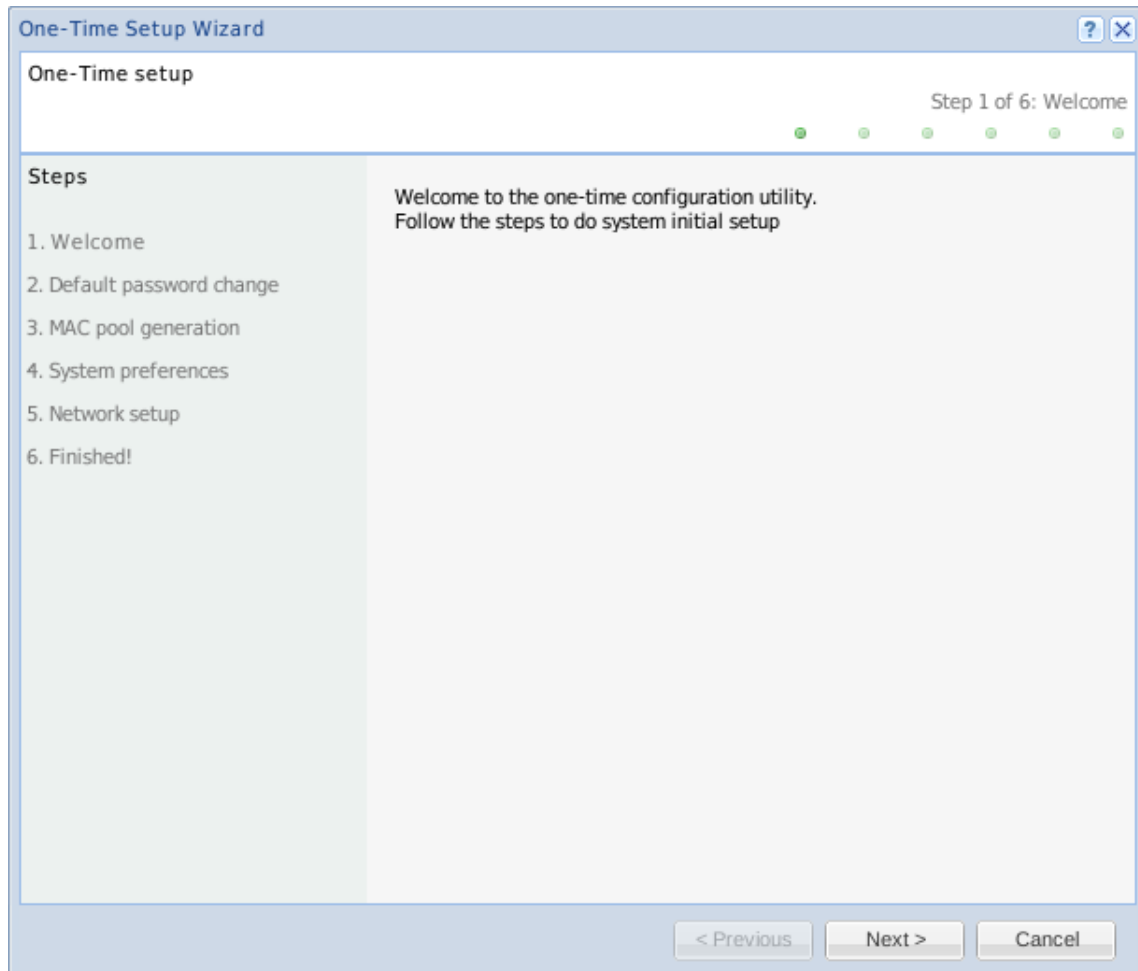 One-Time Setup Wizard
?
One-Time setup
Step 1 of 6: Welcome
Steps
1. Welcome
2. Default password change
3. MAC pool generation
4. System preferences
5. Network setup
6. Finished!
Welcome to the one-time configuration utility.
Follow the steps to do system initial setup
< Previous
Next >
Cancel